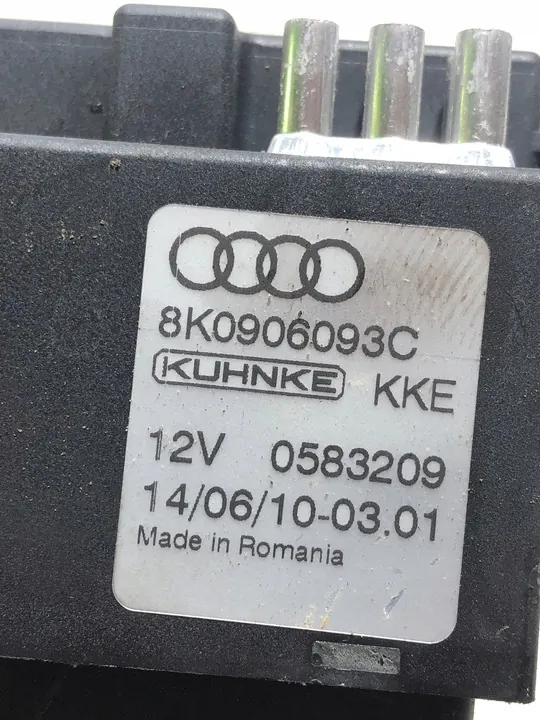 8K0906093C
KUHNKE KKE
12V 0583209
14/06/10-03.01
Made in Romania